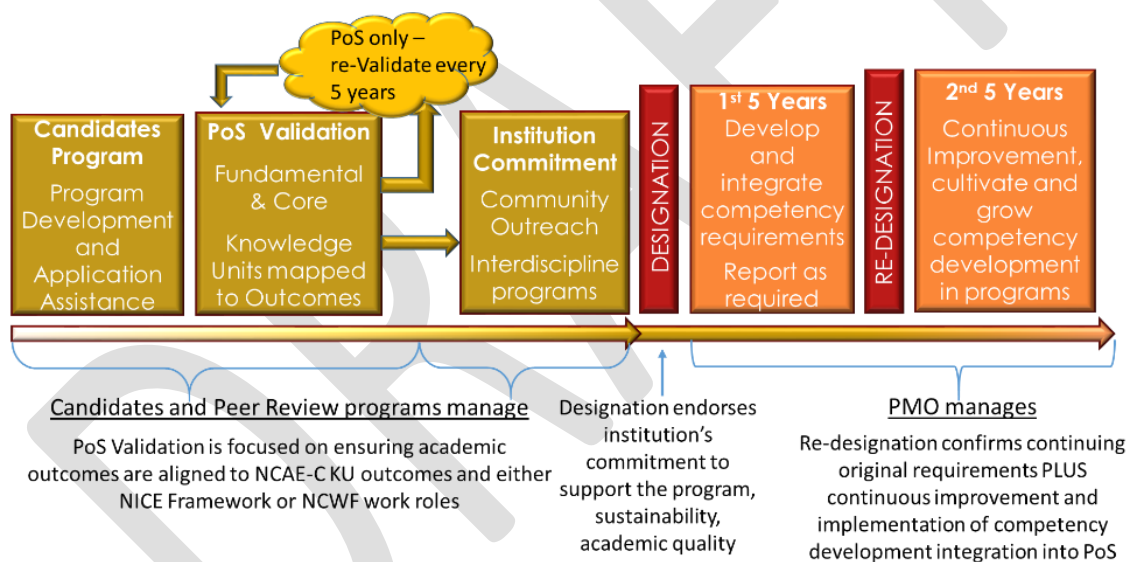 PoS only –
re-Validate every
5 years
Candidates
Program
Program
Development
and
Application
Assistance
PoS Validation
Fundamental
& Core
Knowledge
Units mapped
to Outcomes
Institution
Commitment
Community
Outreach
Interdiscipline
programs
DESIGNATION
1st 5 Years
Develop
and
integrate
competency
requirements
Report as
required
RE-DESIGNATION
2nd 5 Years
Continuous
Improvement,
cultivate and
grow
competency
development
in programs
Candidates and Peer Review programs manage
PoS Validation is focused on ensuring academic
outcomes are aligned to NCAE-C KU outcomes and either
NICE Framework or NCWF work roles
Designation endorses
institution's
commitment to
support the program,
sustainability,
academic quality
PMO manages
Re-designation confirms continuing
original requirements PLUS
continuous improvement and
implementation of competency
development integration into PoS